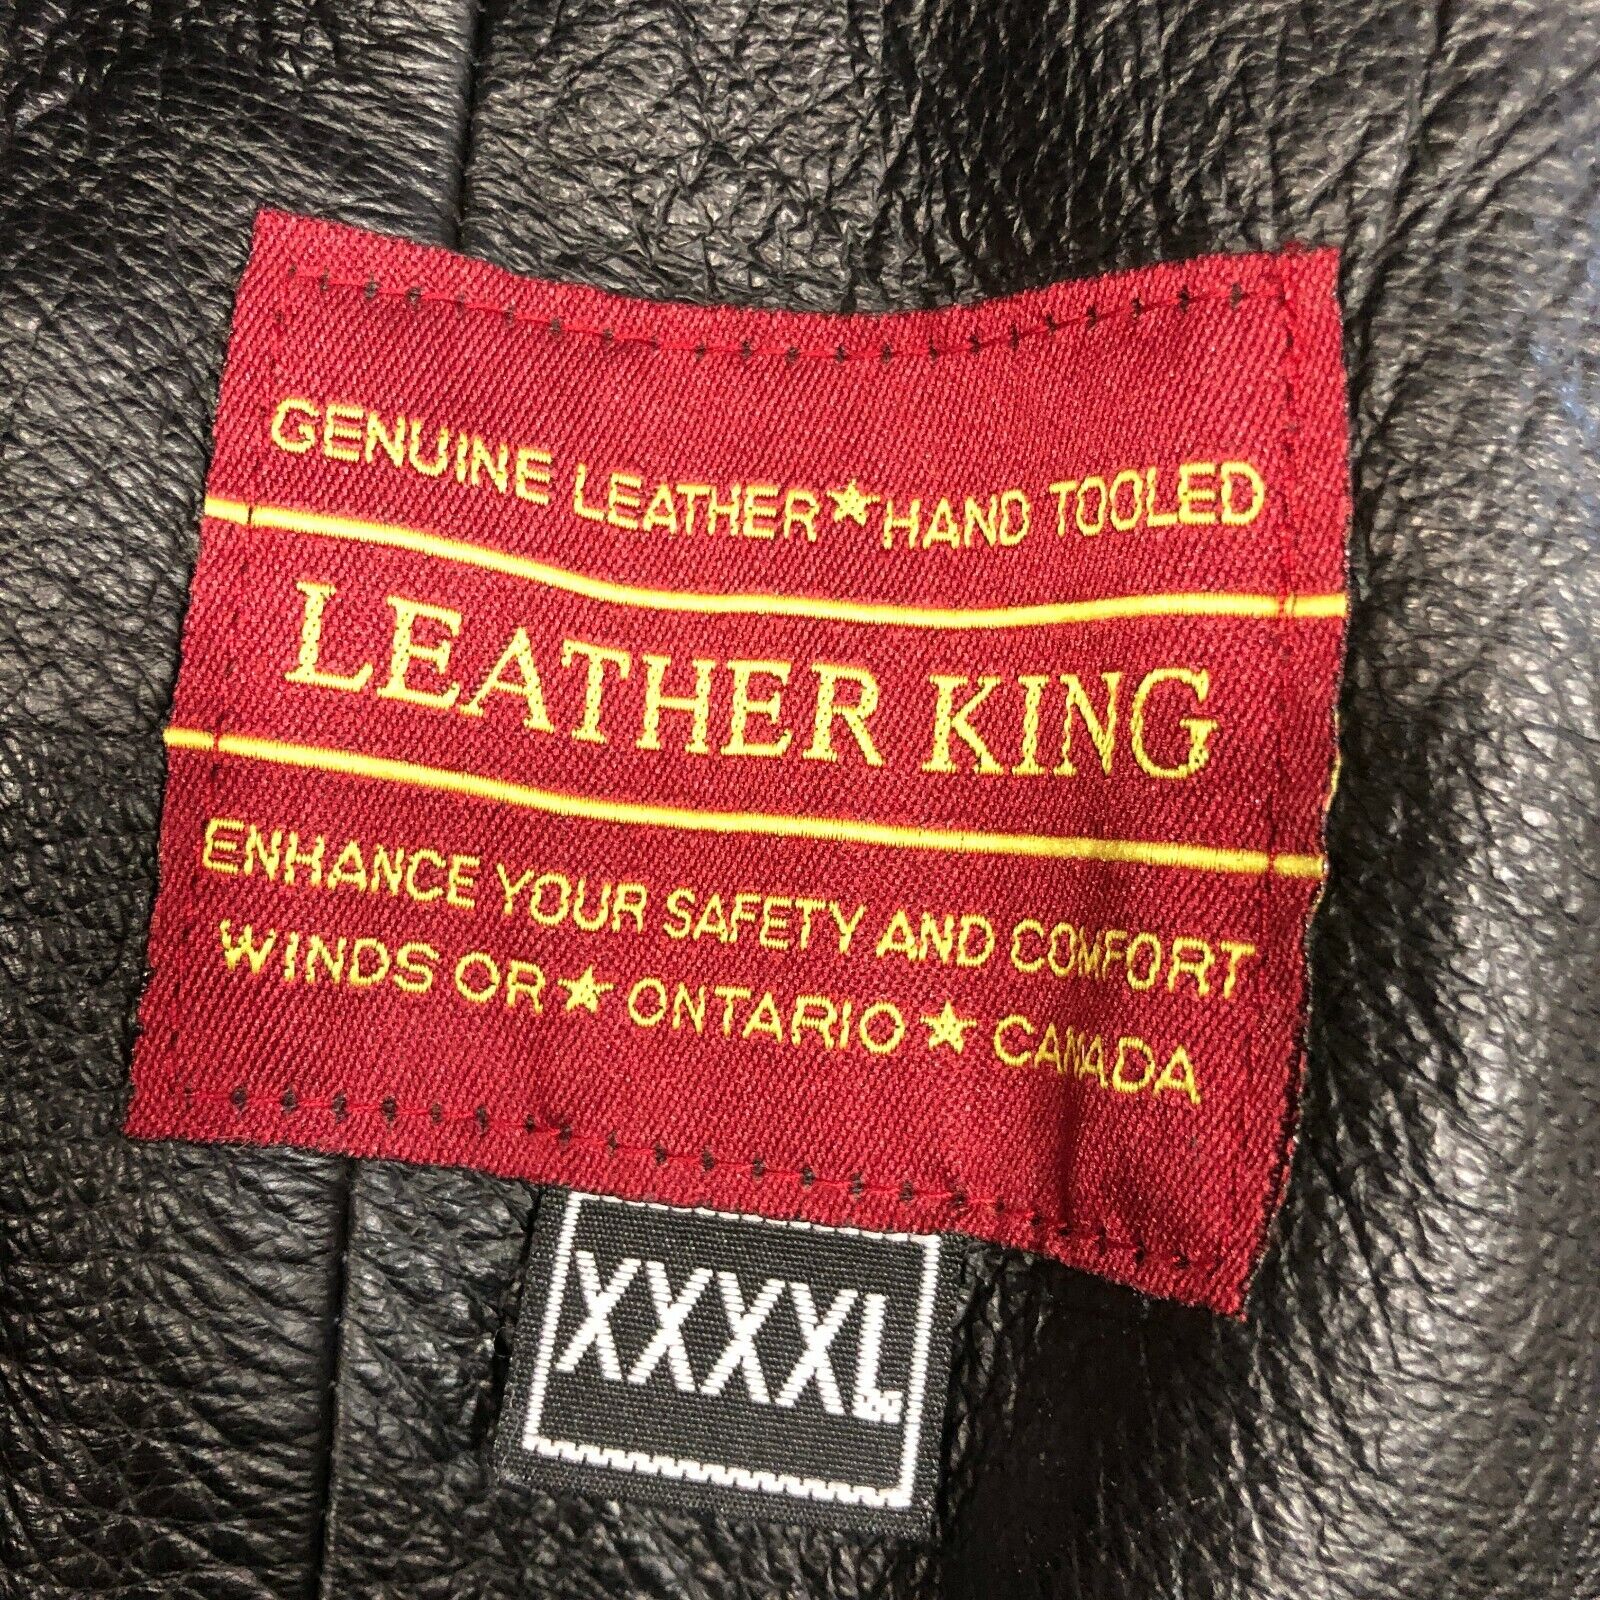 GENUINE LEATHER★HAND TOOLED
LEATHER KING
ENHANCE YOUR SAFETY AND COMFORT
WINDS OR★ONTARIO★CANADA
XXXXL